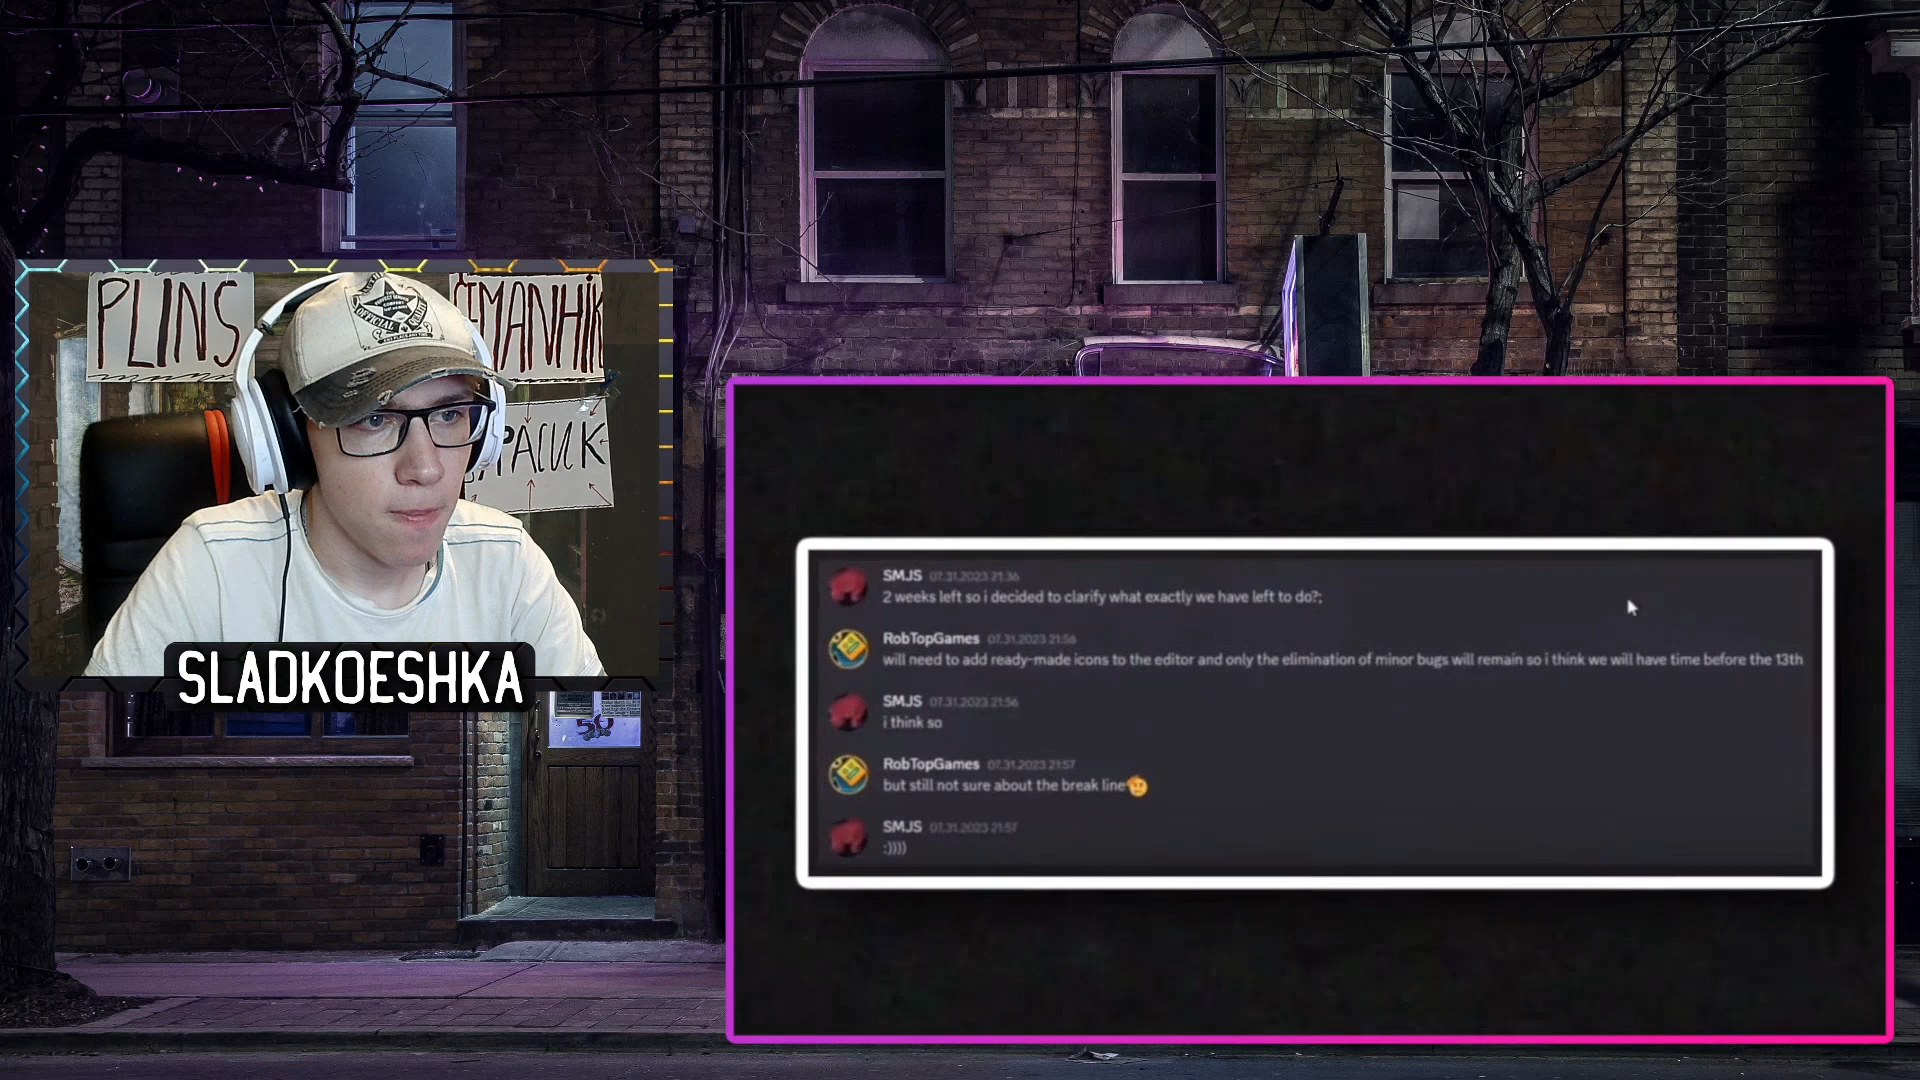 PLINS
OFFICIAL
SLADKOESHKA
SMJS 07.31.2023 21:36
2 weeks left so i decided to clarify what exactly we have left to do?;
RobTopGames 07.31.2023 21:56
will need to add ready-made icons to the editor and only the elimination of minor bugs will remain so i think we will have time before the 13th
SMJS 07.31.2023 21:56
i think so
RobTopGames 07.31.2023 21:57
but still not sure about the break line🫡
SMJS 07.31.2023 21:57
:))))